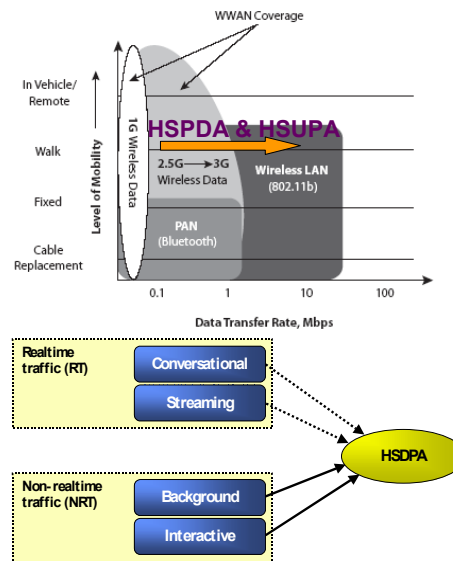 WWAN Coverage
In Vehicle/
Remote
Walk
Fixed
Cable
Replacement
Level of Mobility
1G Wireless Data
HSPDA & HSUPA
2.5G 3G
Wireless Data
Wireless LAN
(802.11b)
PAN
(Bluetooth)
0.1 1 10 100
Data Transfer Rate, Mbps
Realtime
traffic (RT)
Conversational
Streaming
HSDPA
Non-realtime
traffic (NRT)
Background
Interactive